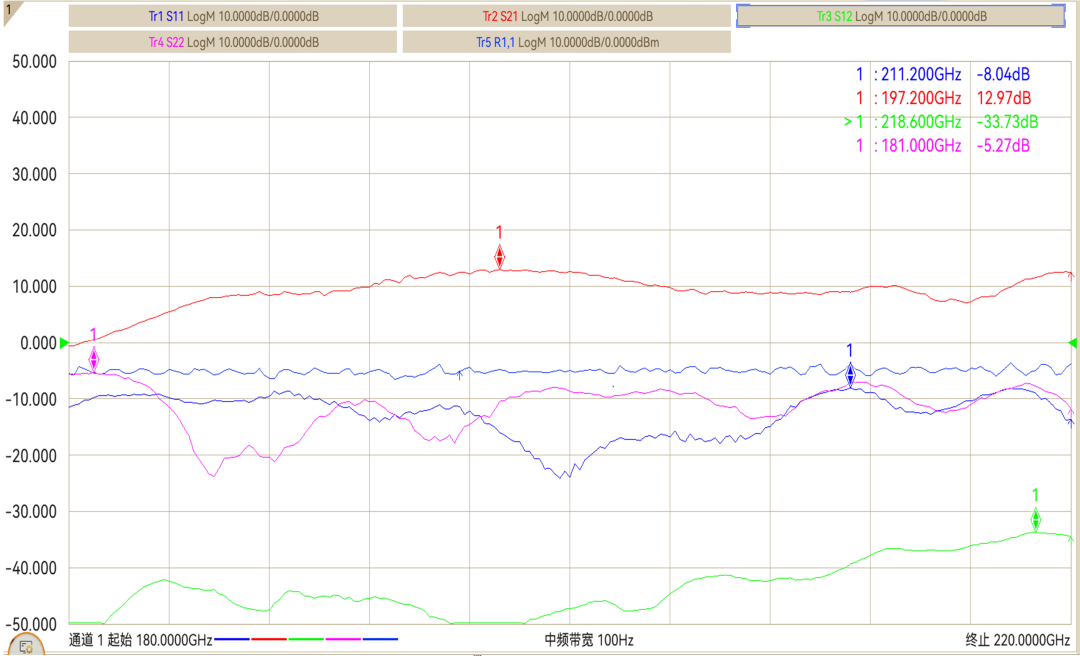 1
Tr1 S11 LogM 10.0000dB/0.0000dB
Tr2 S21 LogM 10.0000dB/0.0000dB
Tr3 S12 LogM 10.0000dB/0.0000dB
Tr4 S22 LogM 10.0000dB/0.0000dB
Tr5 R1,1 LogM 10.0000dB/0.0000dBm
50.000
1 : 211.200GHz -8.04dB
1 : 197.200GHz 12.97dB
40.000
>1 : 218.600GHz -33.73dB
1 : 181.000GHz -5.27dB
30.000
20.000
1
10.000
1
0.000
1
-10.000
-20.000
1
-30.000
-40.000
-50.000
通道 1 起始 180.0000GHz
中频带宽 100Hz
终止 220.0000GHz